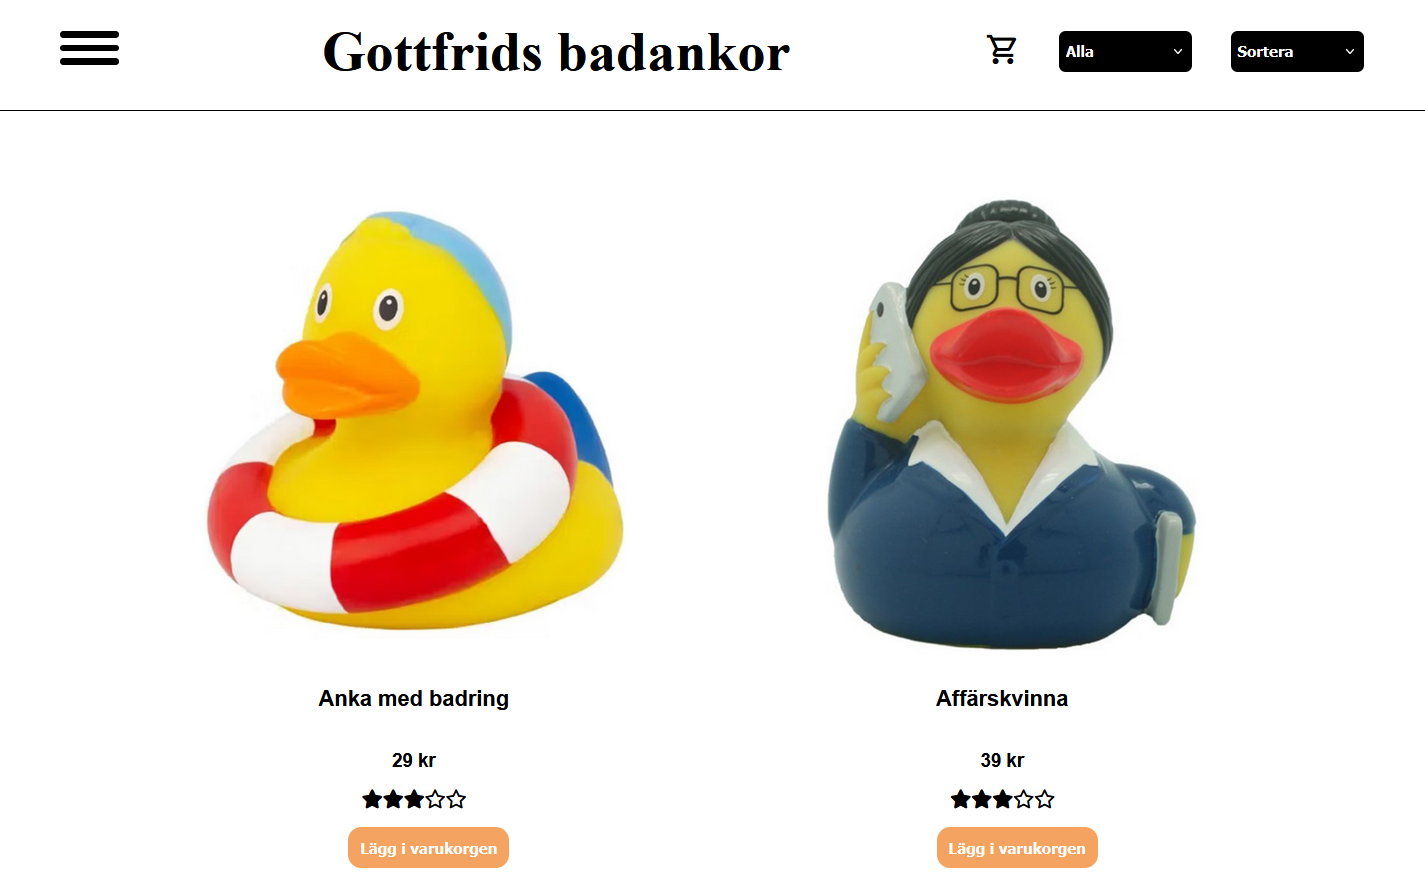 Gottfrids badankor
Alla
Sortera
Anka med badring
Affärskvinna
29 kr
39 kr
Lägg i varukorgen
Lägg i varukorgen